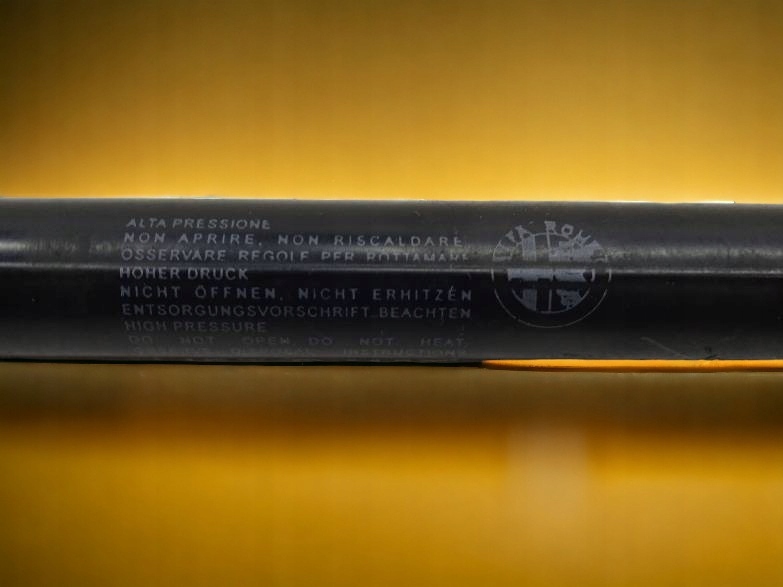 ALTA PRESSIONE
NON APRIRE, NON RISCALDARE
OSSERVARE REGOLE PER ROTTAMARE
HOHER DRUCK
NICHT ÖFFNEN, NICHT ERHITZEN
ENTSORGUNGSVORSCHRIFT BEACHTEN
HIGH PRESSURE
DO NOT OPEN, DO NOT HEAT,
DISPOSAL INSTRUCTIONS
ALFA ROMEO